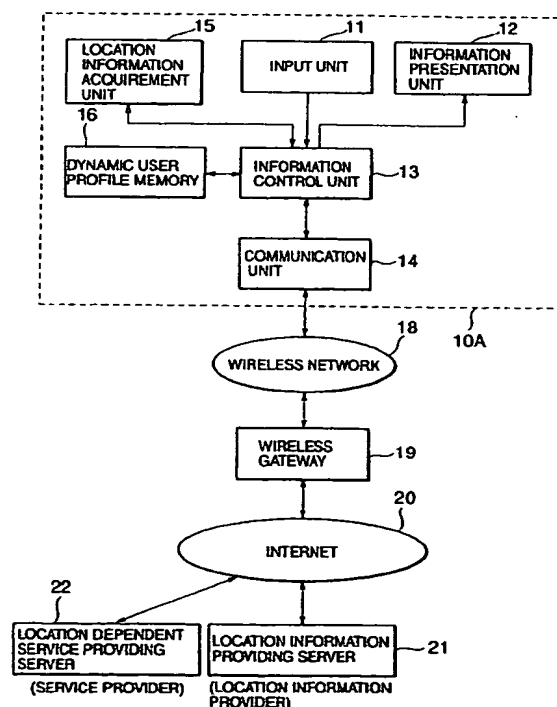 15
11
12
LOCATION
INFORMATION
ACQUIREMENT
UNIT
INPUT UNIT
INFORMATION
PRESENTATION
UNIT
16
DYNAMIC USER
PROFILE MEMORY
INFORMATION
CONTROL UNIT
13
COMMUNICATION
UNIT
14
10A
18
WIRELESS NETWORK
WIRELESS
GATEWAY
19
20
INTERNET
22
LOCATION DEPENDENT
SERVICE PROVIDING
SERVER
(SERVICE PROVIDER)
LOCATION INFORMATION
PROVIDING SERVER
21
(LOCATION INFORMATION
PROVIDER)